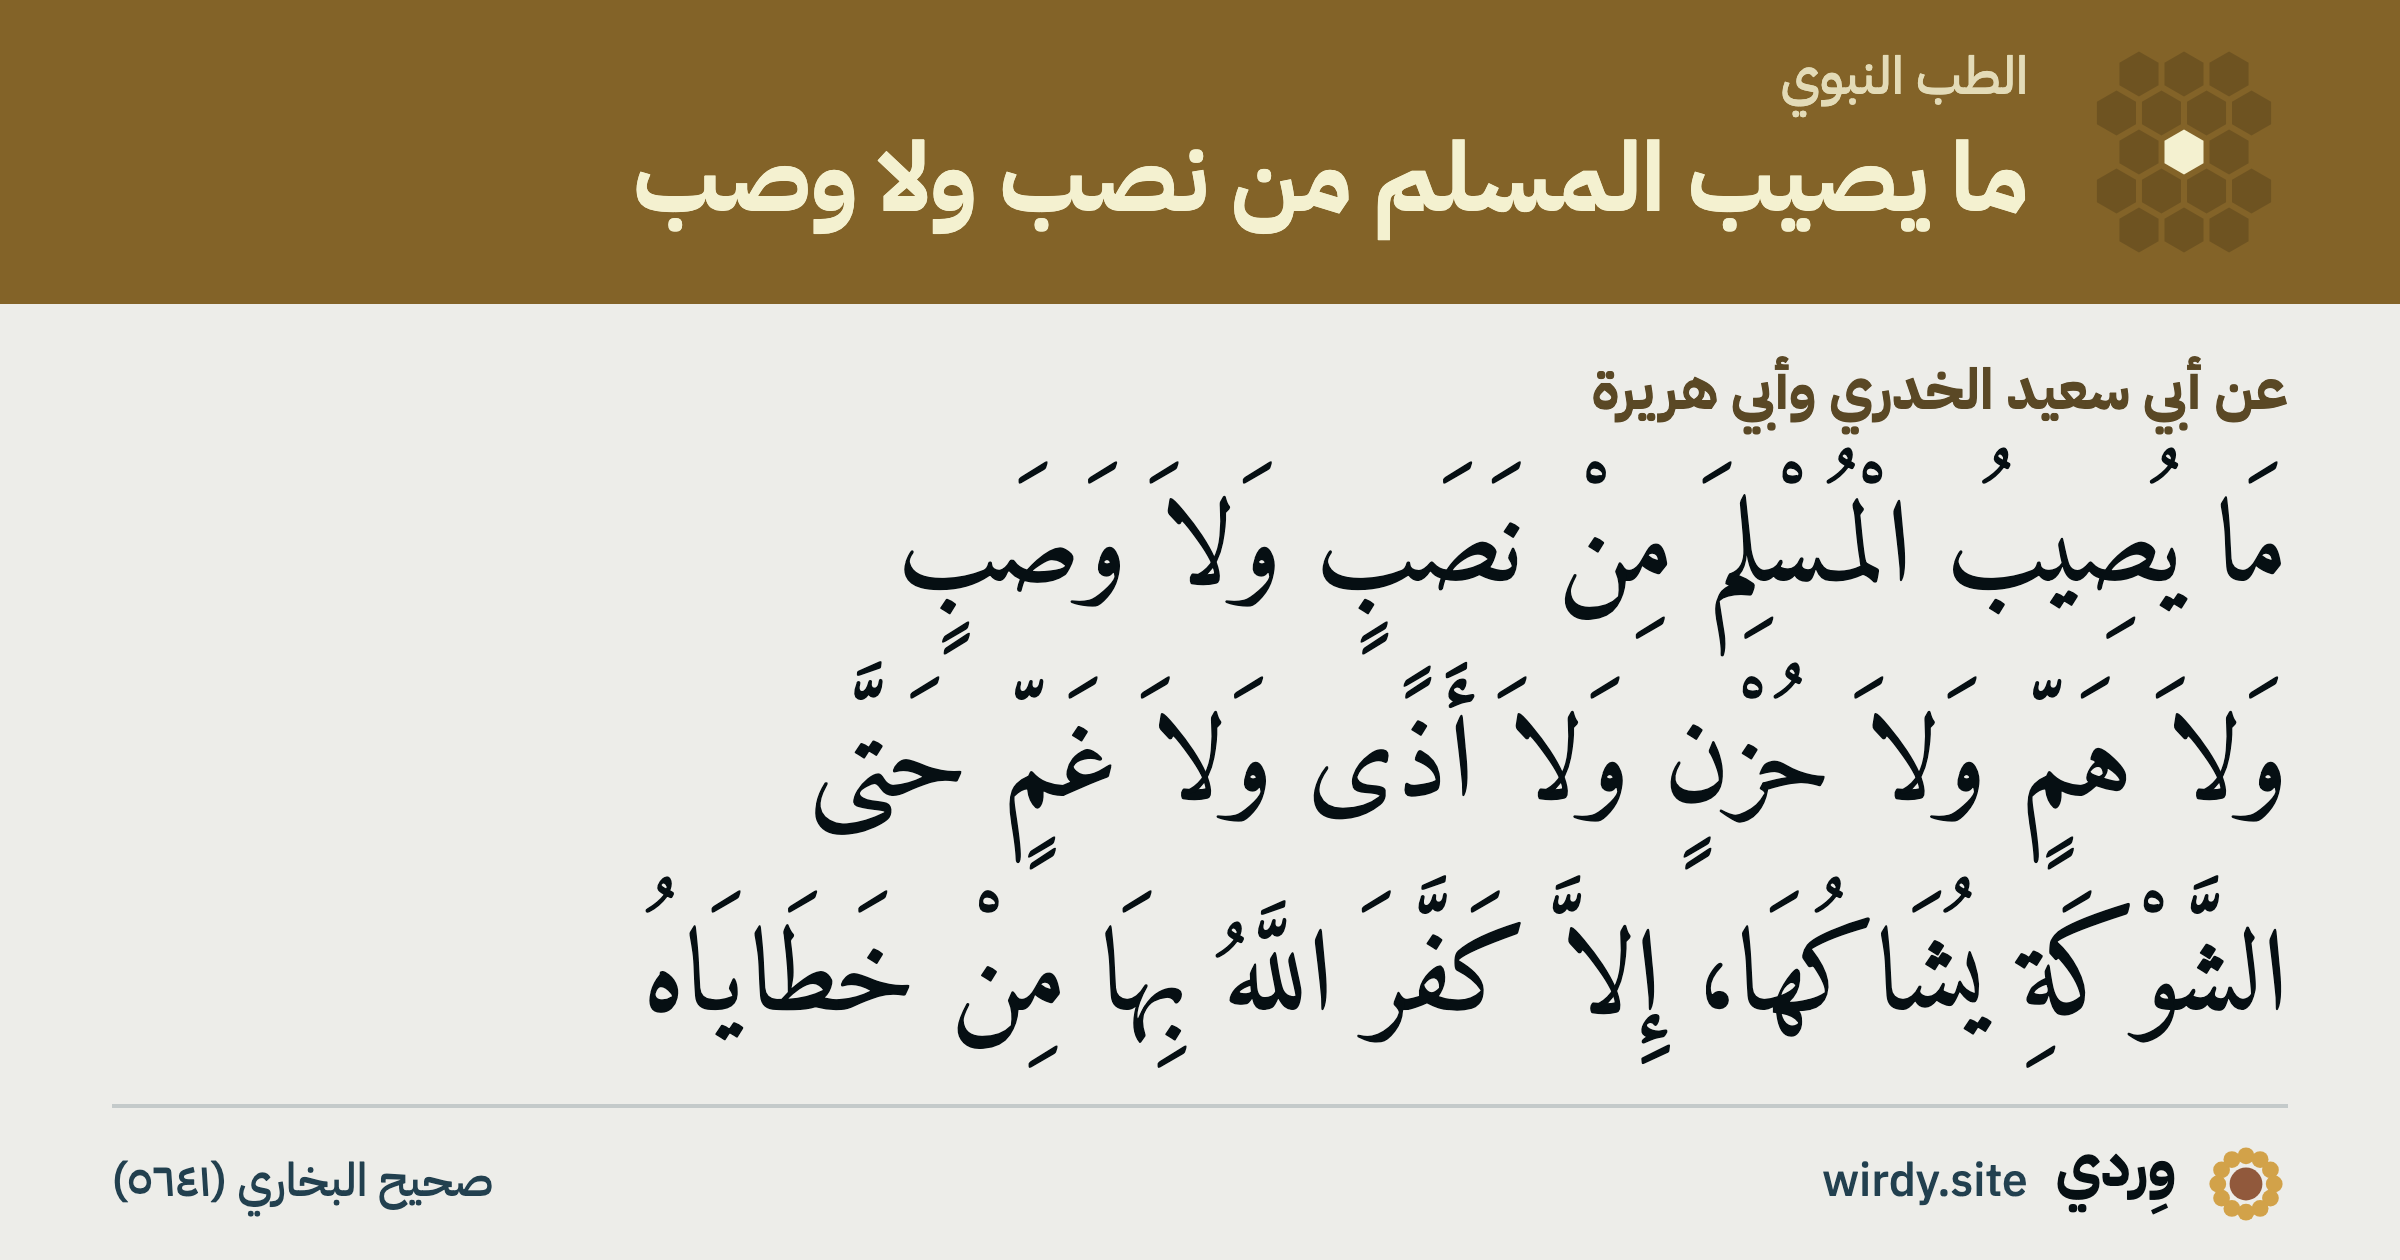 الطب النبوي
ما يصيب المسلم من نصب ولا وصب
عن أبي سعيد الخدري وأبي هريرة
مَا يُصِيبُ الْمُسْلِمَ مِنْ نَصَبٍ وَلاَ وَصَبٍ
وَلاَ هَمٍّ وَلاَ حُزْنٍ وَلاَ أَذًى وَلاَ غَمٍّ حَتَّى
الشَّوْكَةِ يُشَاكُهَا، إِلاَّ كَفَّرَ اللَّهُ بِهَا مِنْ خَطَايَاهُ
وِردي wirdy.site
صحيح البخاري (٥٦٤١)